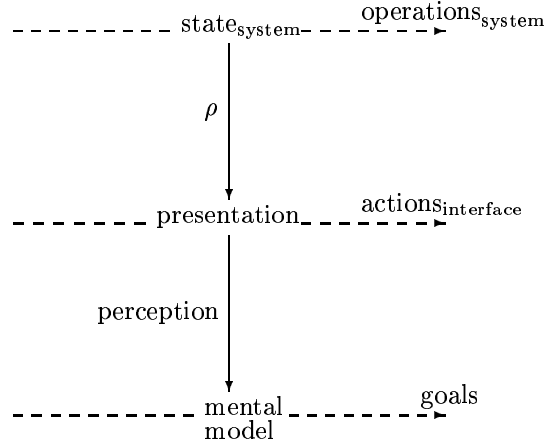 state_system operations_system
ρ
presentation actions_interface
perception
mental goals
model